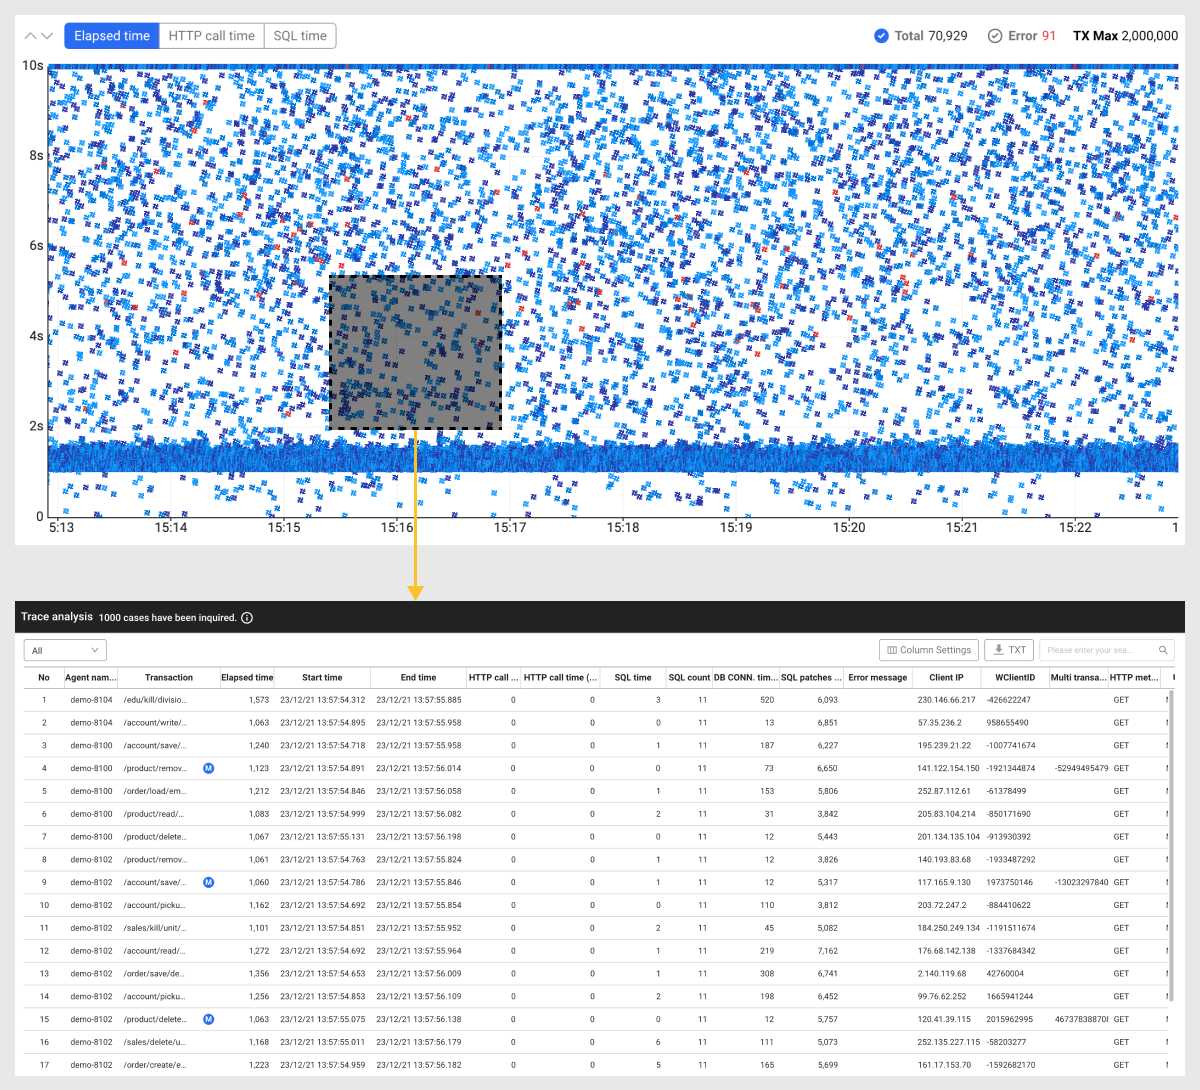 Elapsed time HTTP call time SQL time Total 70,929 Error 91 TX Max 2,000,000
10s
8s
6s
4s
2s
0
5:13 15:14 15:15 15:16 15:17 15:18 15:19 15:20 15:21 15:22 1
Trace analysis 1000 cases have been inquired.
All Column Settings TXT Please enter your sea...
No Agent nam... Transaction Elapsed time Start time End time HTTP call ... HTTP call time (... SQL time SQL count DB CONN. tim... SQL patches ... Error message Client IP WClientID Multi transa... HTTP met...
1 demo-8104 /edu/kill/divisio... 1,573 23/12/21 13:57:54.312 23/12/21 13:57:55.885 0 0 3 11 520 6,093 230.146.66.217 -426622247 GET
2 demo-8104 /account/write/... 1,063 23/12/21 13:57:54.895 23/12/21 13:57:55.958 0 0 0 11 13 6,851 57.35.236.2 958655490 GET
3 demo-8100 /account/save/... 1,240 23/12/21 13:57:54.718 23/12/21 13:57:55.958 0 0 1 11 187 6,227 195.239.21.22 -1007741674 GET
4 demo-8100 /product/remov... M 1,123 23/12/21 13:57:54.891 23/12/21 13:57:56.014 0 0 0 11 73 6,650 141.122.154.150 -1921344874 -52949495479 GET
5 demo-8100 /order/load/em... 1,212 23/12/21 13:57:54.846 23/12/21 13:57:56.058 0 0 1 11 153 5,806 252.87.112.61 -61378499 GET
6 demo-8100 /product/read/... 1,083 23/12/21 13:57:54.999 23/12/21 13:57:56.082 0 0 2 11 31 3,842 205.83.104.214 -850171690 GET
7 demo-8100 /product/delete... 1,067 23/12/21 13:57:55.131 23/12/21 13:57:56.198 0 0 0 11 12 5,443 201.134.135.104 -913930392 GET
8 demo-8102 /product/remov... 1,061 23/12/21 13:57:54.763 23/12/21 13:57:55.824 0 0 1 11 12 3,826 140.193.83.68 -1933487292 GET
9 demo-8102 /account/save/... M 1,060 23/12/21 13:57:54.786 23/12/21 13:57:55.846 0 0 1 11 12 5,317 117.165.9.130 1973750146 -13023297840 GET
10 demo-8102 /account/picku... 1,162 23/12/21 13:57:54.692 23/12/21 13:57:55.854 0 0 0 11 110 3,812 203.72.247.2 -884410622 GET
11 demo-8102 /sales/kill/unit/... 1,101 23/12/21 13:57:54.851 23/12/21 13:57:55.952 0 0 2 11 45 5,082 184.250.249.134 -1191511674 GET
12 demo-8102 /account/read/... 1,272 23/12/21 13:57:54.692 23/12/21 13:57:55.964 0 0 1 11 219 7,162 176.68.142.138 -1337684342 GET
13 demo-8102 /order/save/de... 1,356 23/12/21 13:57:54.653 23/12/21 13:57:56.009 0 0 1 11 308 6,741 2.140.119.68 42760004 GET
14 demo-8102 /account/picku... 1,256 23/12/21 13:57:54.853 23/12/21 13:57:56.109 0 0 2 11 198 6,452 99.76.62.252 1665941244 GET
15 demo-8102 /product/delete... M 1,063 23/12/21 13:57:55.075 23/12/21 13:57:56.138 0 0 0 11 12 5,757 120.41.39.115 2015962995 GET
16 demo-8102 /sales/delete/u... 1,168 23/12/21 13:57:55.011 23/12/21 13:57:56.179 0 0 6 11 111 5,073 252.135.227.115 -58203277 GET
17 demo-8102 /order/create/e... 1,223 23/12/21 13:57:54.959 23/12/21 13:57:56.182 0 0 5 11 165 5,699 161.17.153.70 -1592682170 GET